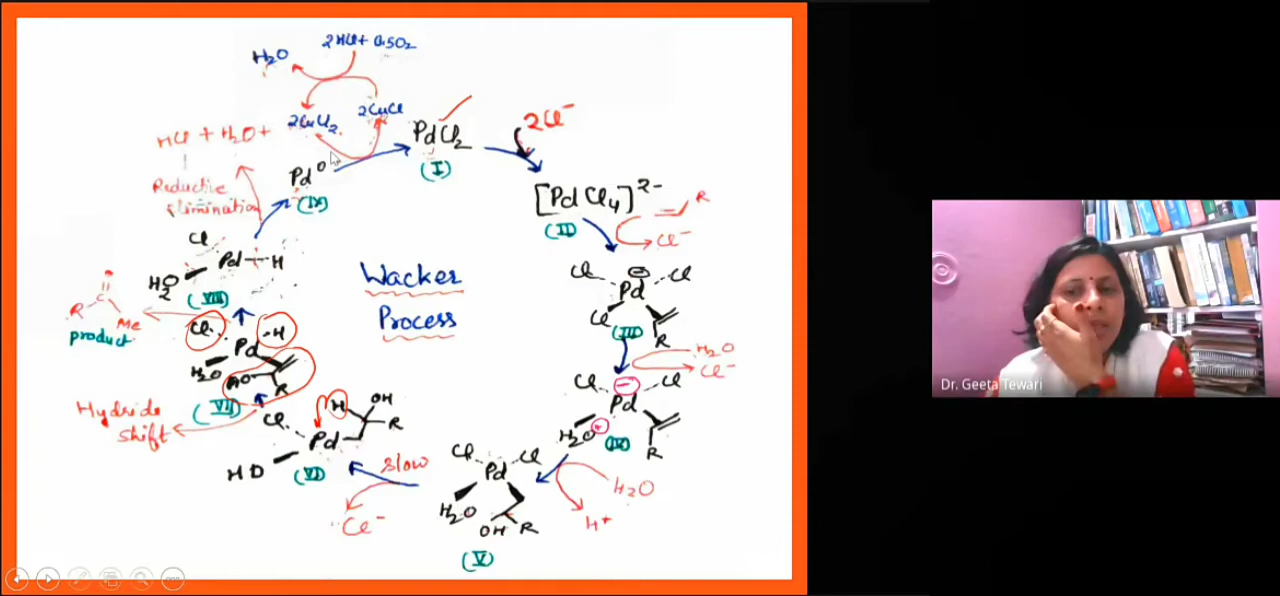 2HCl + 0.5O2
H2O
2CuCl
2CuCl2
HCl + H2O +
PdCl2
(I)
2Cl⁻
Pd⁰
(IX)
Reductive
Elimination
[PdCl4]²⁻
(II)
R
Cl⁻
Cl
Pd-H
H2O
(VIII)
Wacker
Process
Cl ⊖ Cl
Pd
Cl
(III)
R
O
R C Me
product
Cl H
Pd
H2O
HO
R
(VII)
H2O
Cl⁻
Cl - Cl
Pd
H2O +
(IV)
R
Hydride
shift
H OH
Cl
R
Pd
HO
(VI)
slow
Cl⁻
Cl Cl
Pd
H2O
OH R
(V)
H2O
H+
Dr. Geeta Tewari